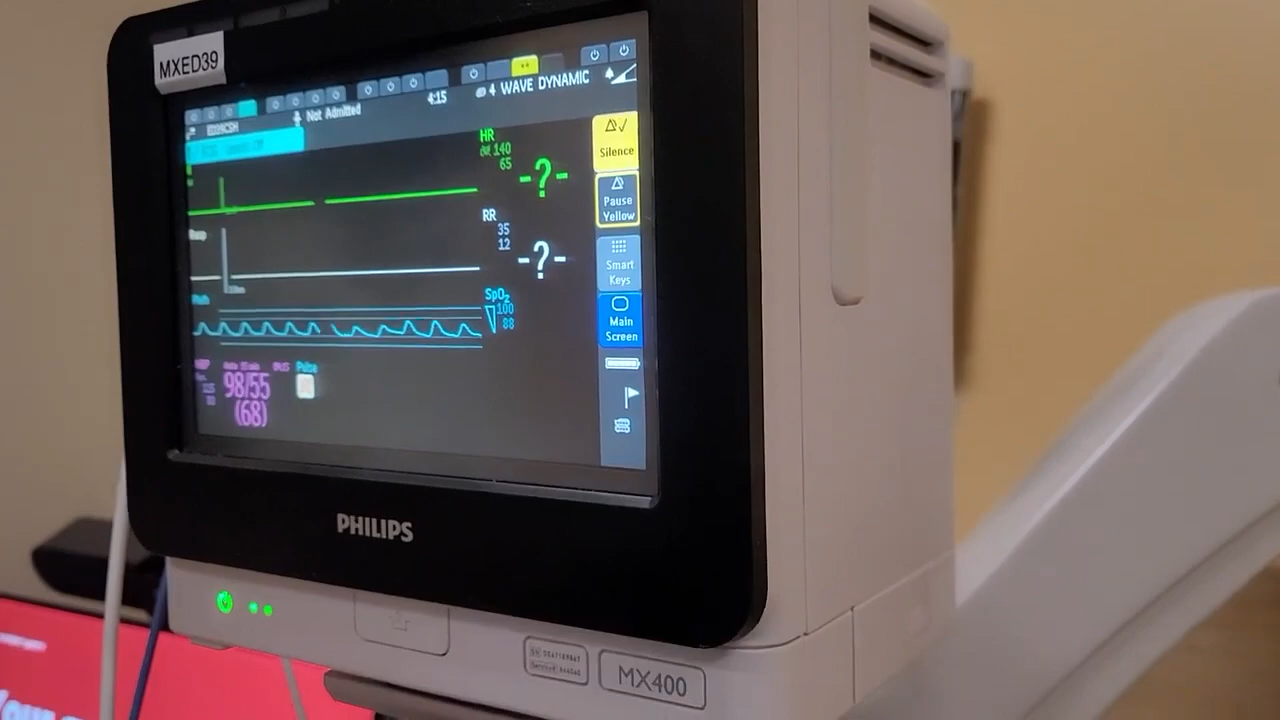 MXED39
Not Admitted
4:15
4 WAVE DYNAMIC
HR
140
65
-?-
Silence
Pause
Yellow
RR
35
12
-?-
Smart
Keys
SpO₂
100
88
Main
Screen
Pulse
98/55
(68)
PHILIPS
MX400